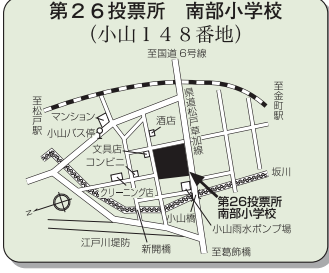 第２６投票所　南部小学校
（小山１４８番地）
至国道６号線
至松戸駅
至金町駅
県道松戸草加線
マンション
酒店
小山バス停
文具店
コンビニ
坂川
クリーニング店
第26投票所
南部小学校
N
小山橋
小山雨水ポンプ場
江戸川堤防
新開橋
至葛飾橋